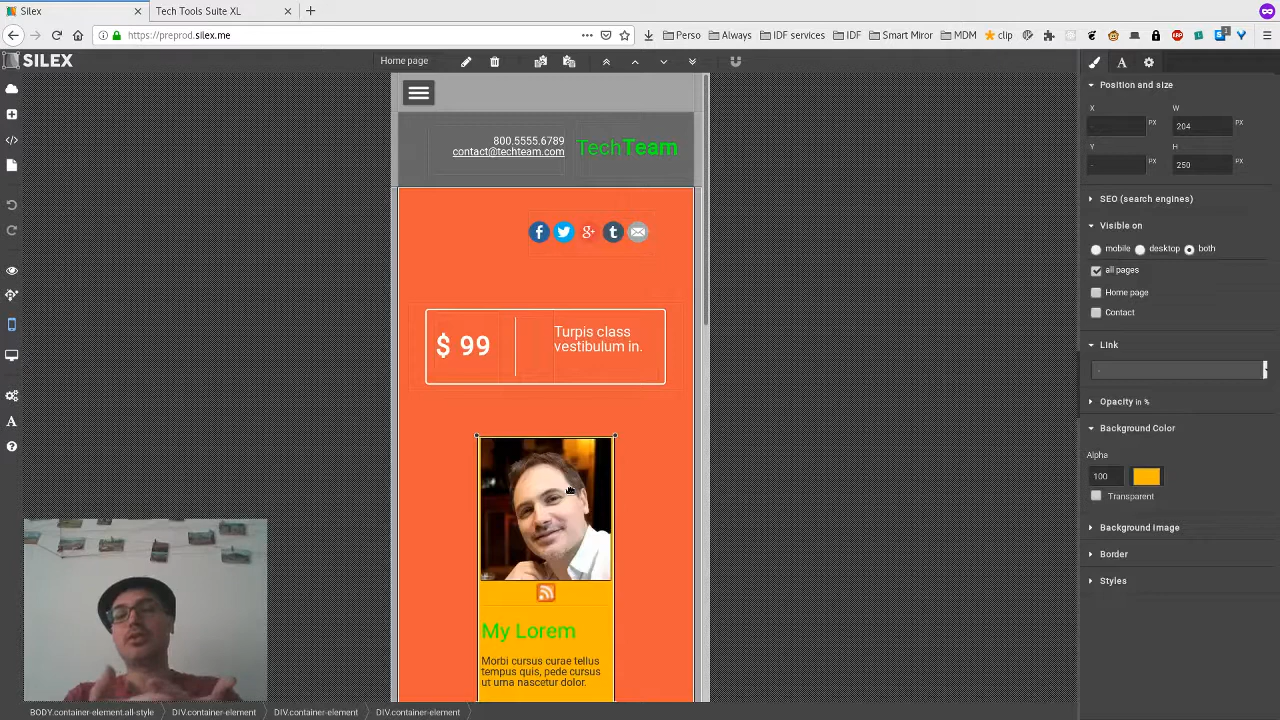 Silex
Tech Tools Suite XL
https://preprod.silex.me
Perso
Always
IDF services
IDF
Smart Miror
MDM
clip
SILEX
Home page
Position and size
X
W
PX
204
PX
Y
H
PX
250
PX
SEO (search engines)
Visible on
mobile
desktop
both
all pages
Home page
Contact
Link
Opacity in %
Background Color
Alpha
100
Transparent
Background Image
Border
Styles
800.5555.6789
contact@techteam.com
TechTeam
$ 99
Turpis class
vestibulum in.
My Lorem
Morbi cursus curae tellus
tempus quis, pede cursus
ut urna nascetur dolor.
BODY.container-element.all-style
DIV.container-element
DIV.container-element
DIV.container-element